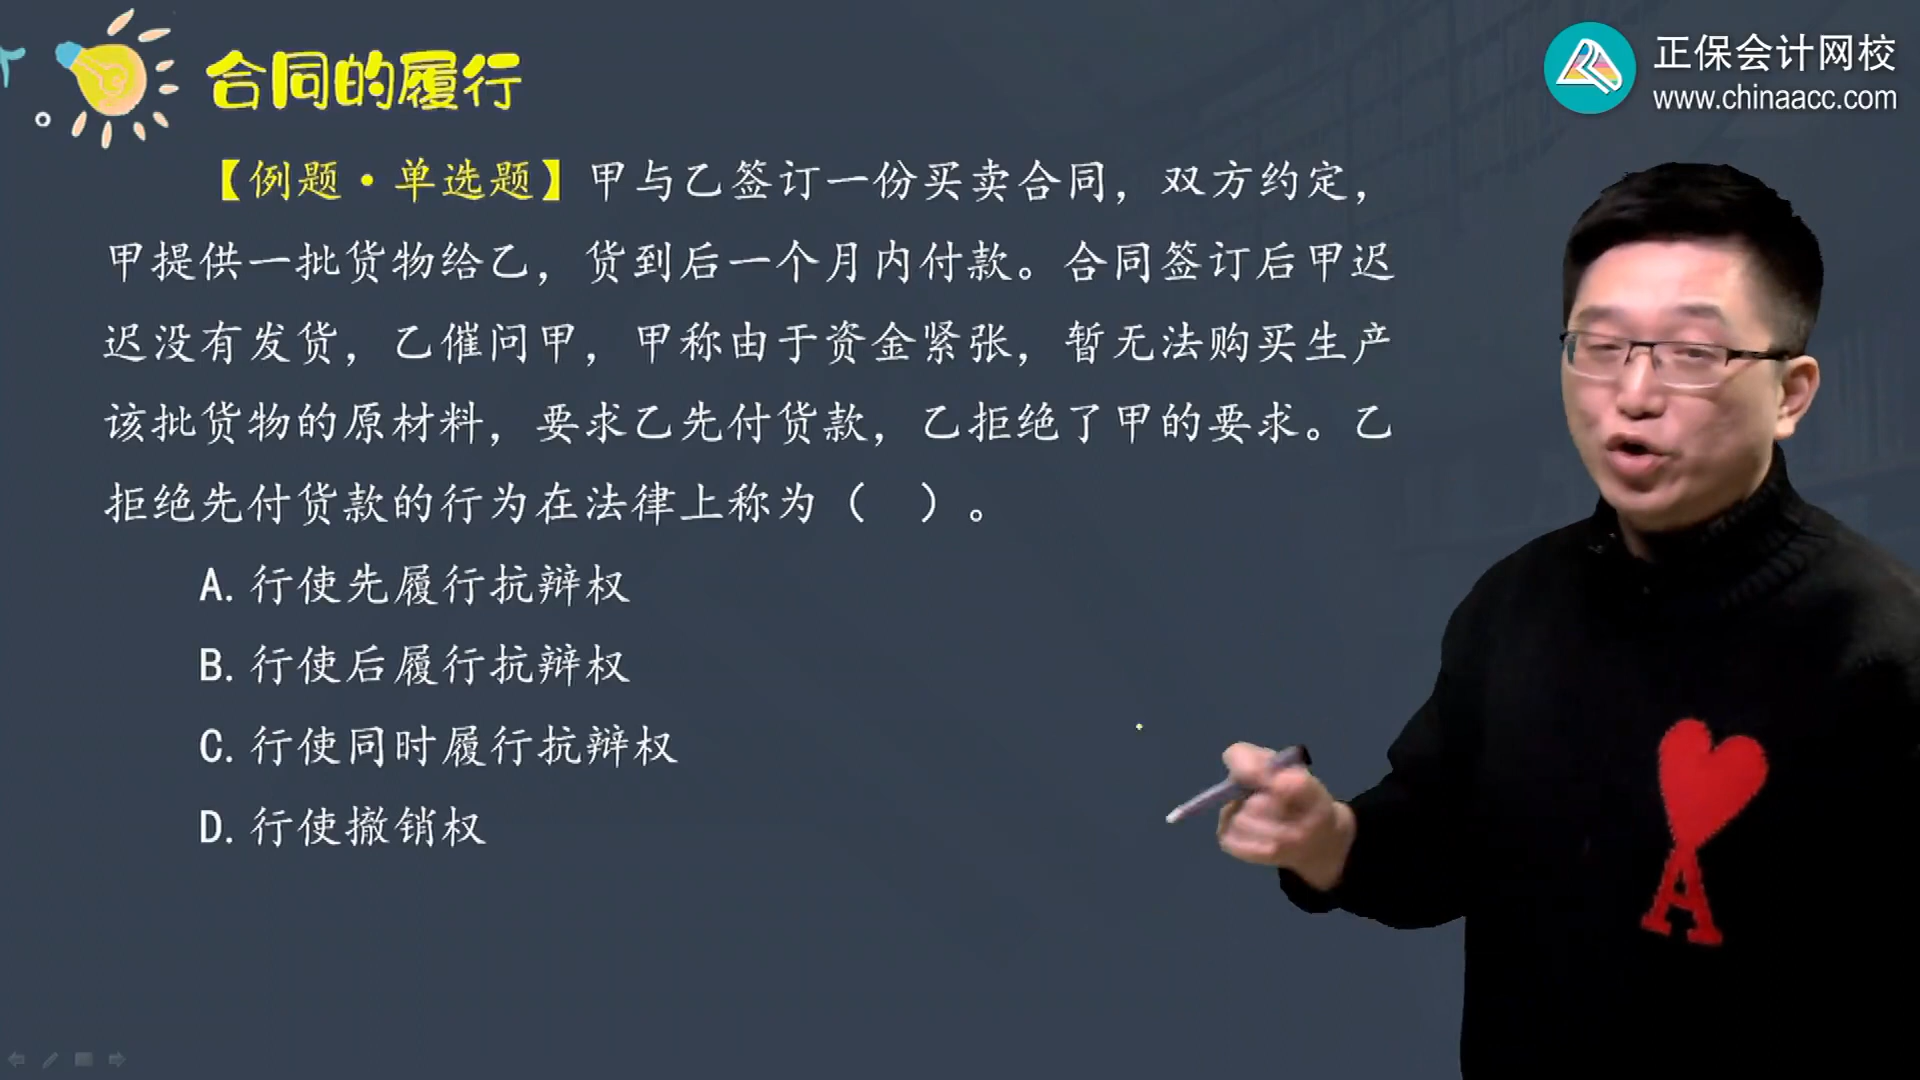 合同的履行
正保会计网校
www.chinaacc.com
【例题·单选题】甲与乙签订一份买卖合同，双方约定，
甲提供一批货物给乙，货到后一个月内付款。合同签订后甲迟
迟没有发货，乙催问甲，甲称由于资金紧张，暂无法购买生产
该批货物的原材料，要求乙先付货款，乙拒绝了甲的要求。乙
拒绝先付货款的行为在法律上称为（ ）。
A. 行使先履行抗辩权
B. 行使后履行抗辩权
C. 行使同时履行抗辩权
D. 行使撤销权
A